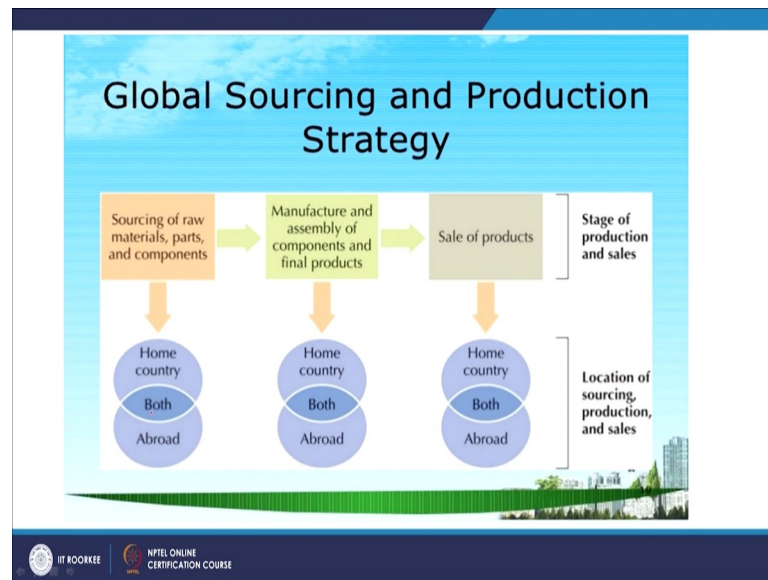 Global Sourcing and Production
Strategy
Sourcing of raw
materials, parts,
and components
Manufacture and
assembly of
components and
final products
Sale of products
Stage of
production
and sales
Home
country
Both
Abroad
Home
country
Both
Abroad
Home
country
Both
Abroad
Location of
sourcing,
production,
and sales
IIT ROORKEE
NPTEL ONLINE
CERTIFICATION COURSE